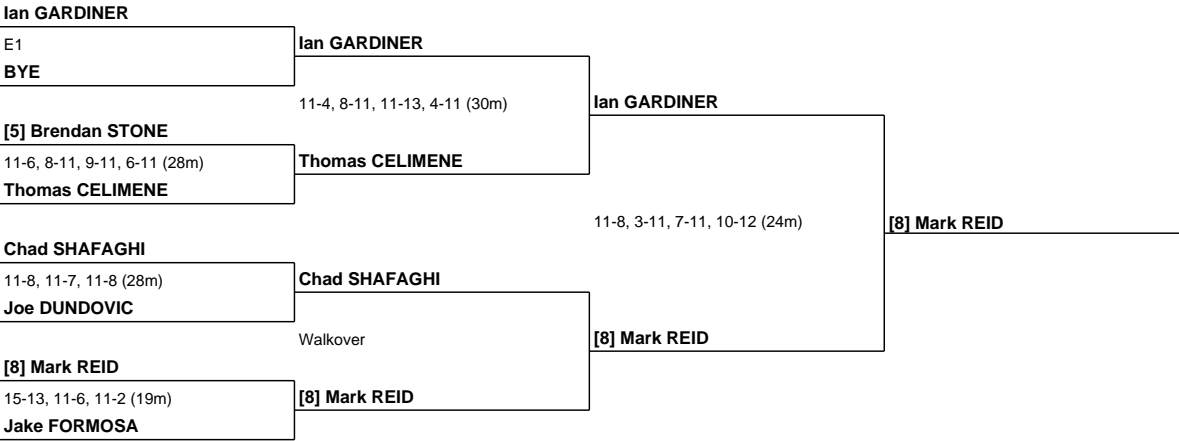 Ian GARDINER
E1
BYE
[5] Brendan STONE
11-6, 8-11, 9-11, 6-11 (28m)
Thomas CELIMENE
Chad SHAFAGHI
11-8, 11-7, 11-8 (28m)
Joe DUNDOVIC
[8] Mark REID
15-13, 11-6, 11-2 (19m)
Jake FORMOSA
Ian GARDINER
11-4, 8-11, 11-13, 4-11 (30m)
Thomas CELIMENE
Chad SHAFAGHI
Walkover
[8] Mark REID
Ian GARDINER
11-8, 3-11, 7-11, 10-12 (24m)
[8] Mark REID
[8] Mark REID